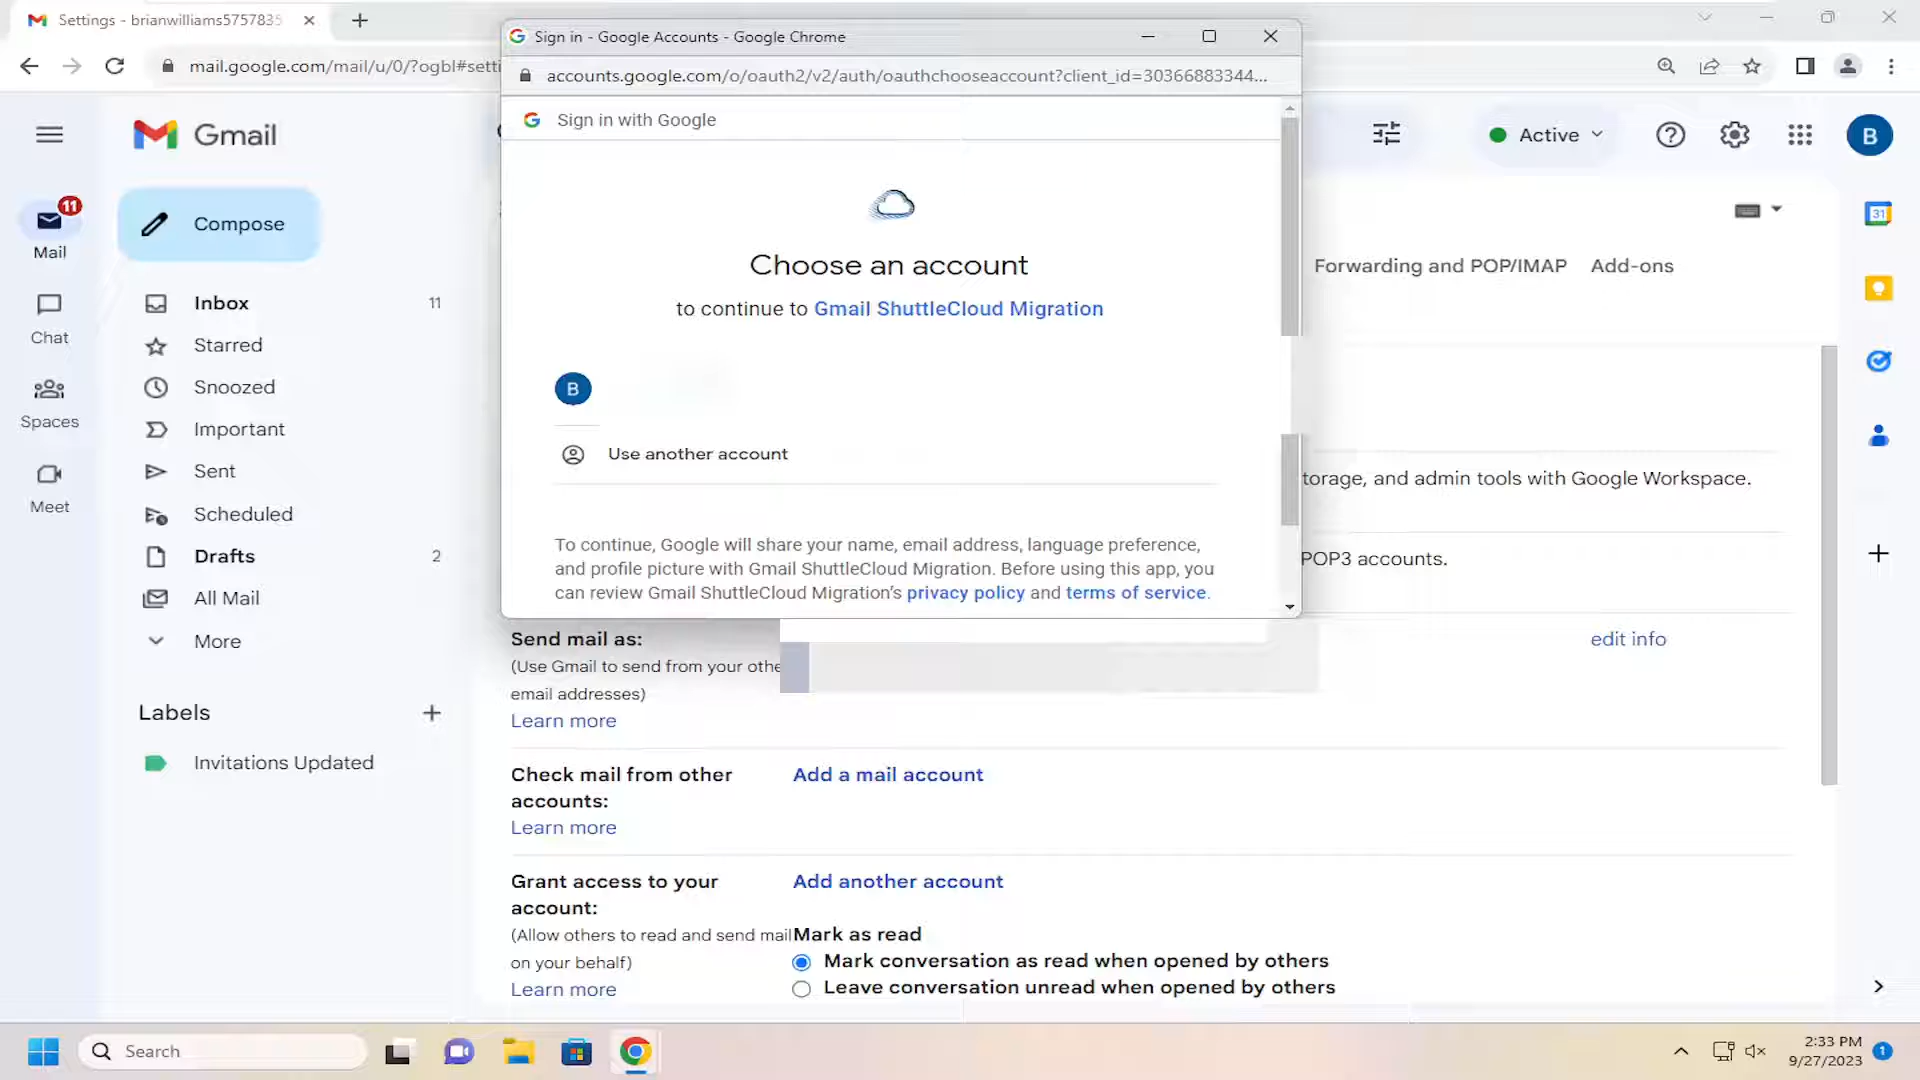 Settings - brianwilliams5757835
Sign in - Google Accounts - Google Chrome
mail.google.com/mail/u/0/?ogbl#setti
accounts.google.com/o/oauth2/v2/auth/oauthchooseaccount?client_id=30366883344...
Sign in with Google
Gmail
Active
B
Choose an account
to continue to Gmail ShuttleCloud Migration
B
Use another account
To continue, Google will share your name, email address, language preference,
and profile picture with Gmail ShuttleCloud Migration. Before using this app, you
can review Gmail ShuttleCloud Migration's privacy policy and terms of service.
11
Mail
Chat
Spaces
Meet
Compose
Inbox 11
Starred
Snoozed
Important
Sent
Scheduled
Drafts 2
All Mail
More
Labels
Invitations Updated
Forwarding and POP/IMAP Add-ons
31
torage, and admin tools with Google Workspace.
POP3 accounts.
Send mail as:
(Use Gmail to send from your othe
email addresses)
Learn more
edit info
Check mail from other
accounts:
Learn more
Add a mail account
Grant access to your
account:
(Allow others to read and send mail
on your behalf)
Learn more
Add another account
Mark as read
Mark conversation as read when opened by others
Leave conversation unread when opened by others
Search
2:33 PM
9/27/2023
1